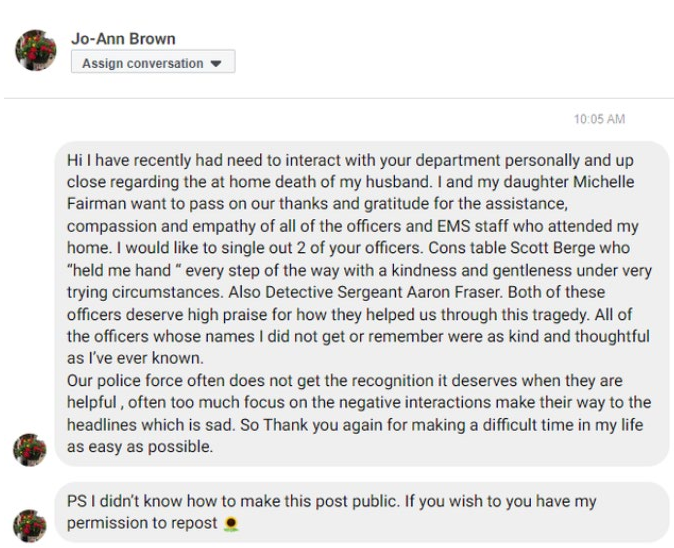 Jo-Ann Brown
Assign conversation
10:05 AM
Hi I have recently had need to interact with your department personally and up
close regarding the at home death of my husband. I and my daughter Michelle
Fairman want to pass on our thanks and gratitude for the assistance,
compassion and empathy of all of the officers and EMS staff who attended my
home. I would like to single out 2 of your officers. Cons table Scott Berge who
"held me hand " every step of the way with a kindness and gentleness under very
trying circumstances. Also Detective Sergeant Aaron Fraser. Both of these
officers deserve high praise for how they helped us through this tragedy. All of
the officers whose names I did not get or remember were as kind and thoughtful
as I've ever known.
Our police force often does not get the recognition it deserves when they are
helpful , often too much focus on the negative interactions make their way to the
headlines which is sad. So Thank you again for making a difficult time in my life
as easy as possible.
PS I didn't know how to make this post public. If you wish to you have my
permission to repost 🌻